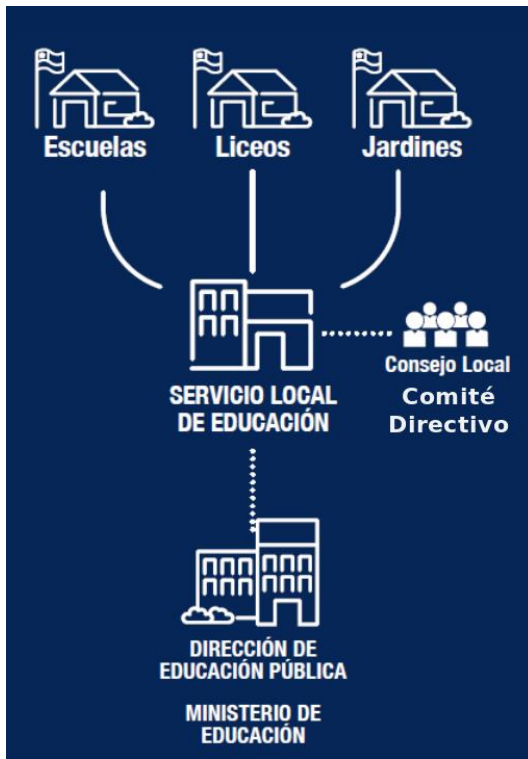 Escuelas
Liceos
Jardines
SERVICIO LOCAL
DE EDUCACIÓN
Consejo Local
Comité
Directivo
DIRECCIÓN DE
EDUCACIÓN PÚBLICA
MINISTERIO DE
EDUCACIÓN